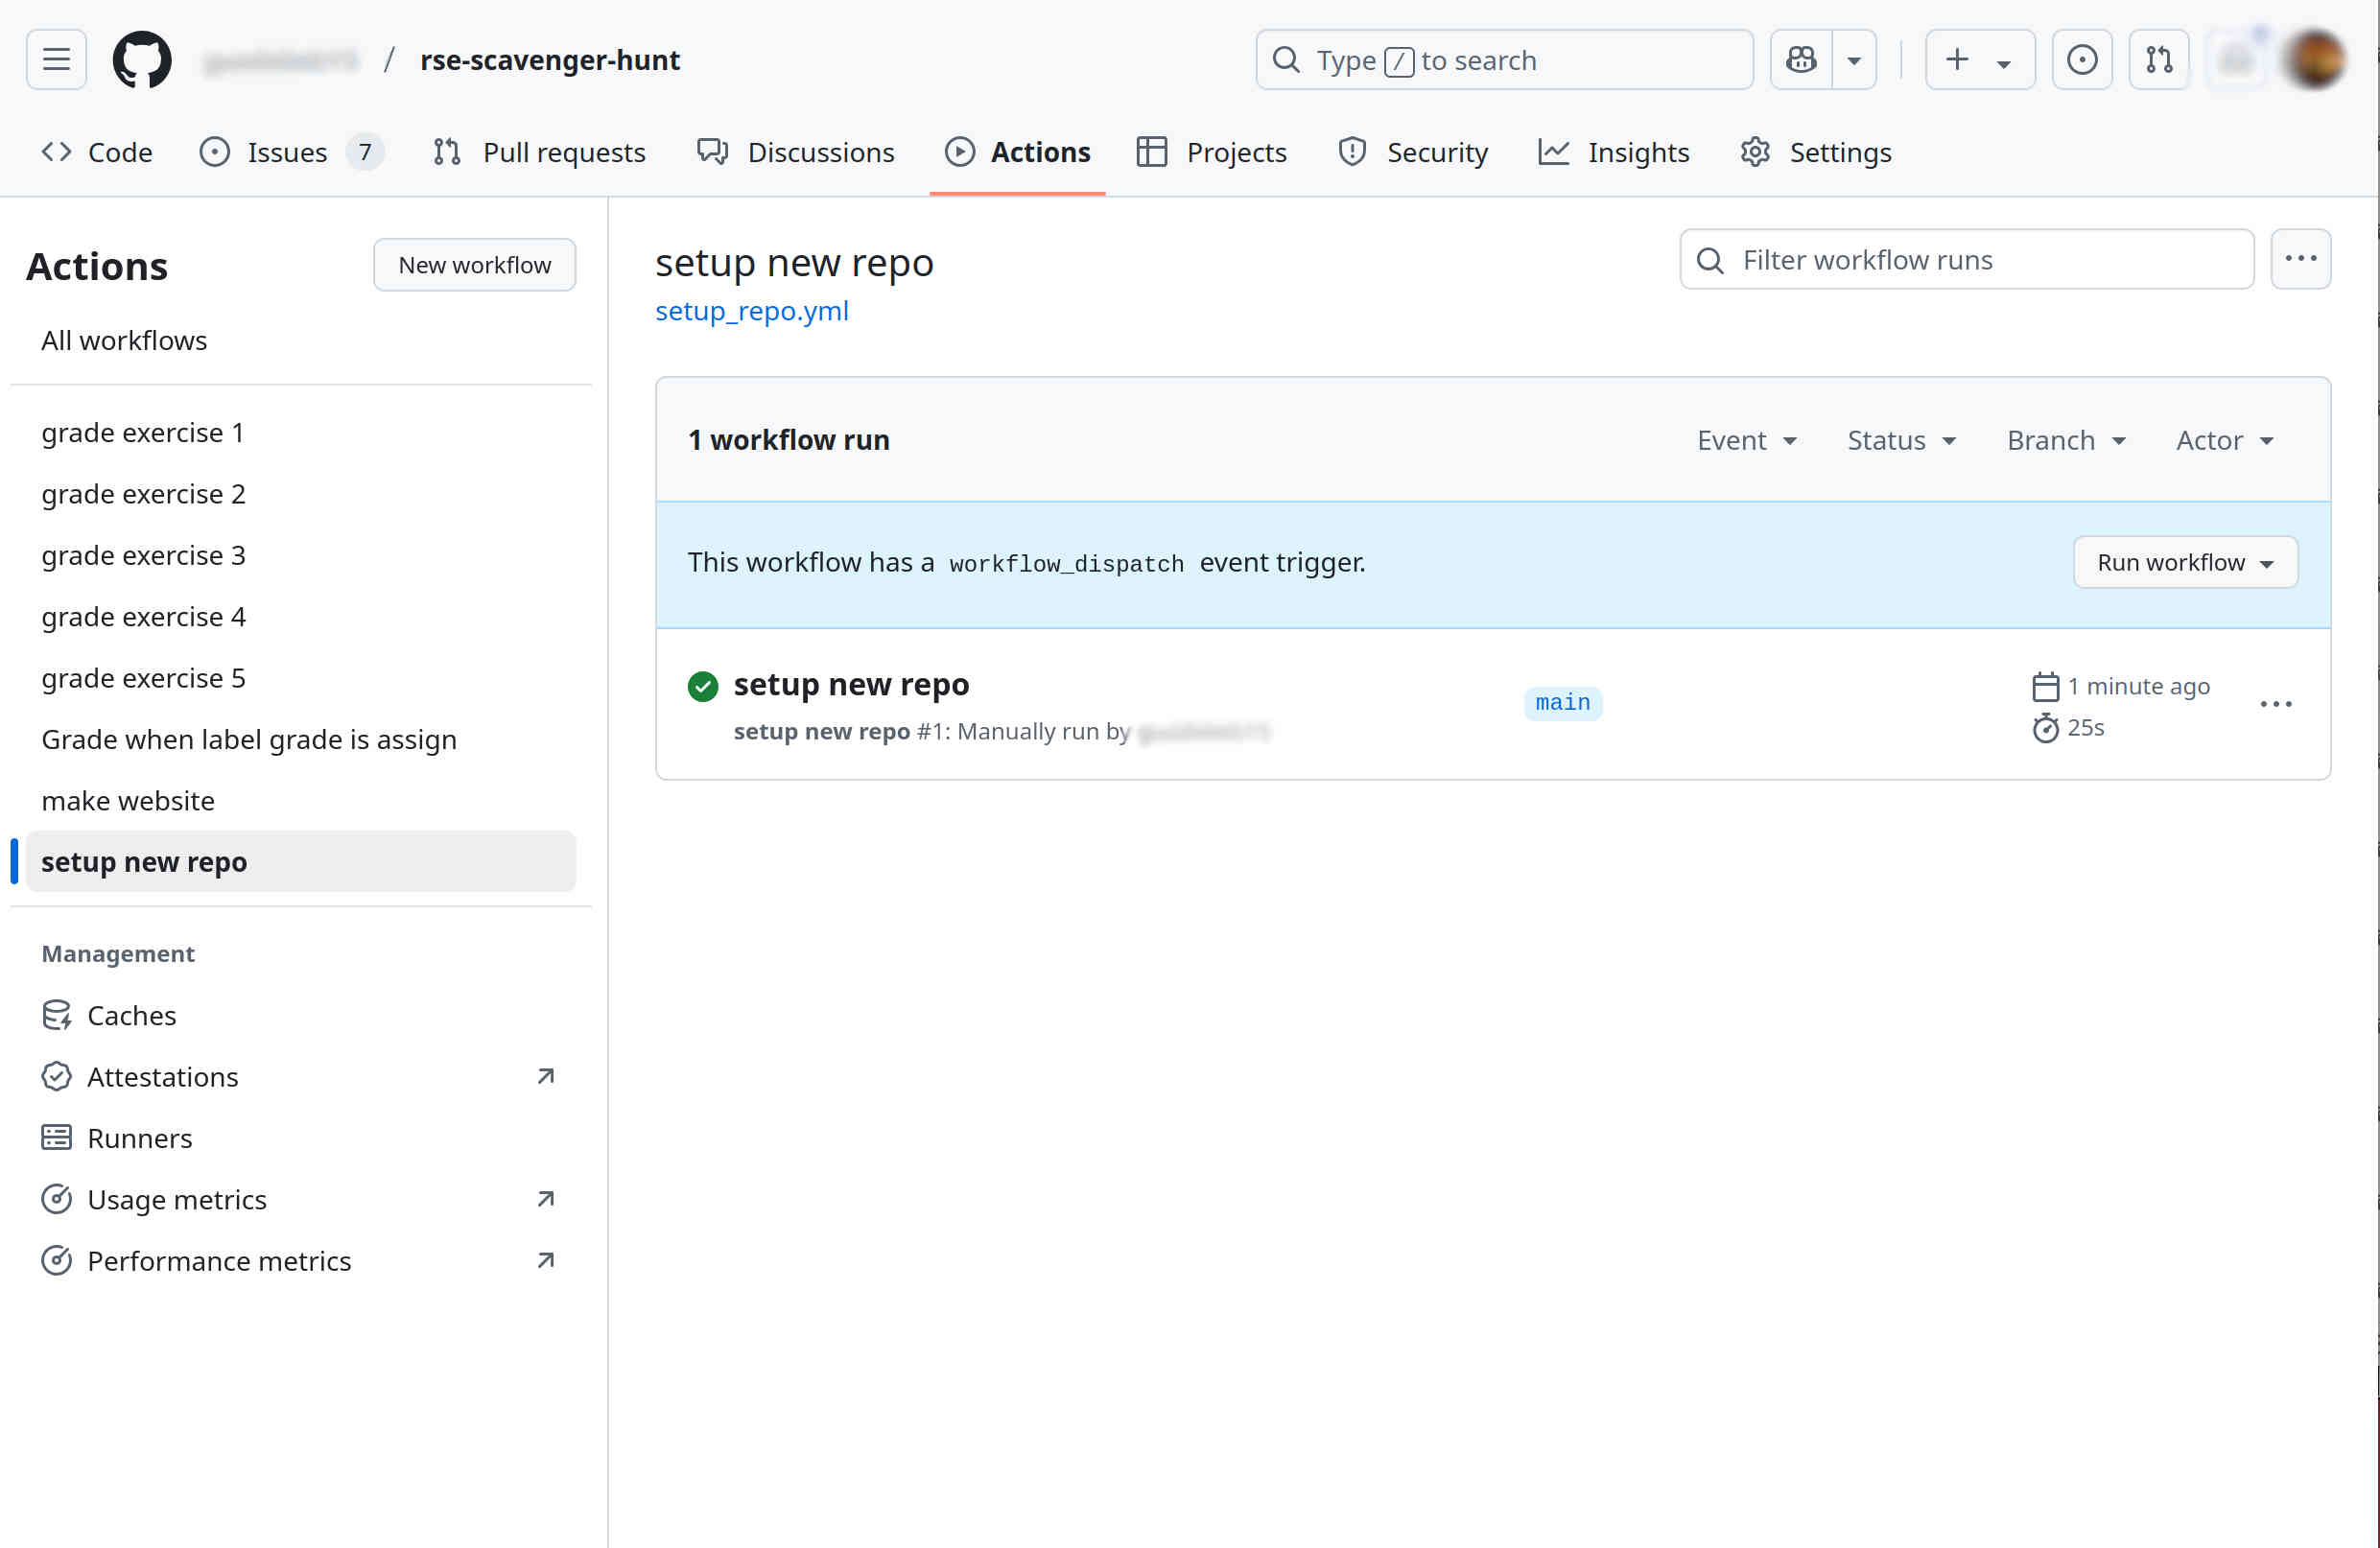 / rse-scavenger-hunt
Type / to search
Code
Issues 7
Pull requests
Discussions
Actions
Projects
Security
Insights
Settings
Actions
New workflow
All workflows
grade exercise 1
grade exercise 2
grade exercise 3
grade exercise 4
grade exercise 5
Grade when label grade is assign
make website
setup new repo
Management
Caches
Attestations
Runners
Usage metrics
Performance metrics
setup new repo
setup_repo.yml
Filter workflow runs
1 workflow run
Event
Status
Branch
Actor
This workflow has a workflow_dispatch event trigger.
Run workflow
setup new repo
setup new repo #1: Manually run by
main
1 minute ago
25s